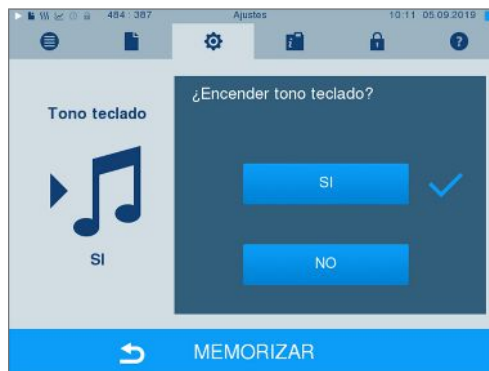 484 : 387 Ajustes 10:11 05.09.2019
Tono teclado
SI
¿Encender tono teclado?
SI
NO
MEMORIZAR